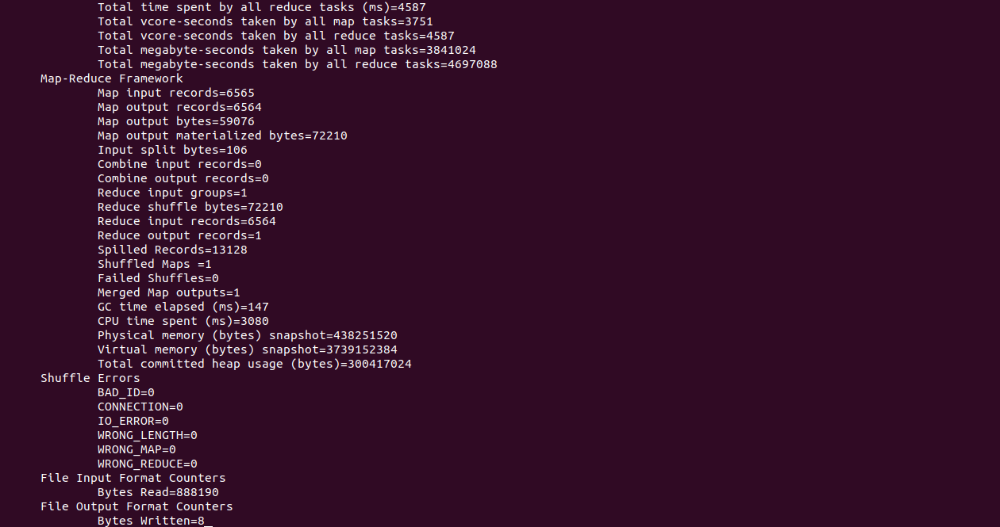 Total time spent by all reduce tasks (ms)=4587
Total vcore-seconds taken by all map tasks=3751
Total vcore-seconds taken by all reduce tasks=4587
Total megabyte-seconds taken by all map tasks=3841024
Total megabyte-seconds taken by all reduce tasks=4697088
Map-Reduce Framework
Map input records=6565
Map output records=6564
Map output bytes=59076
Map output materialized bytes=72210
Input split bytes=106
Combine input records=0
Combine output records=0
Reduce input groups=1
Reduce shuffle bytes=72210
Reduce input records=6564
Reduce output records=1
Spilled Records=13128
Shuffled Maps =1
Failed Shuffles=0
Merged Map outputs=1
GC time elapsed (ms)=147
CPU time spent (ms)=3080
Physical memory (bytes) snapshot=438251520
Virtual memory (bytes) snapshot=3739152384
Total committed heap usage (bytes)=300417024
Shuffle Errors
BAD_ID=0
CONNECTION=0
IO_ERROR=0
WRONG_LENGTH=0
WRONG_MAP=0
WRONG_REDUCE=0
File Input Format Counters
Bytes Read=888190
File Output Format Counters
Bytes Written=8